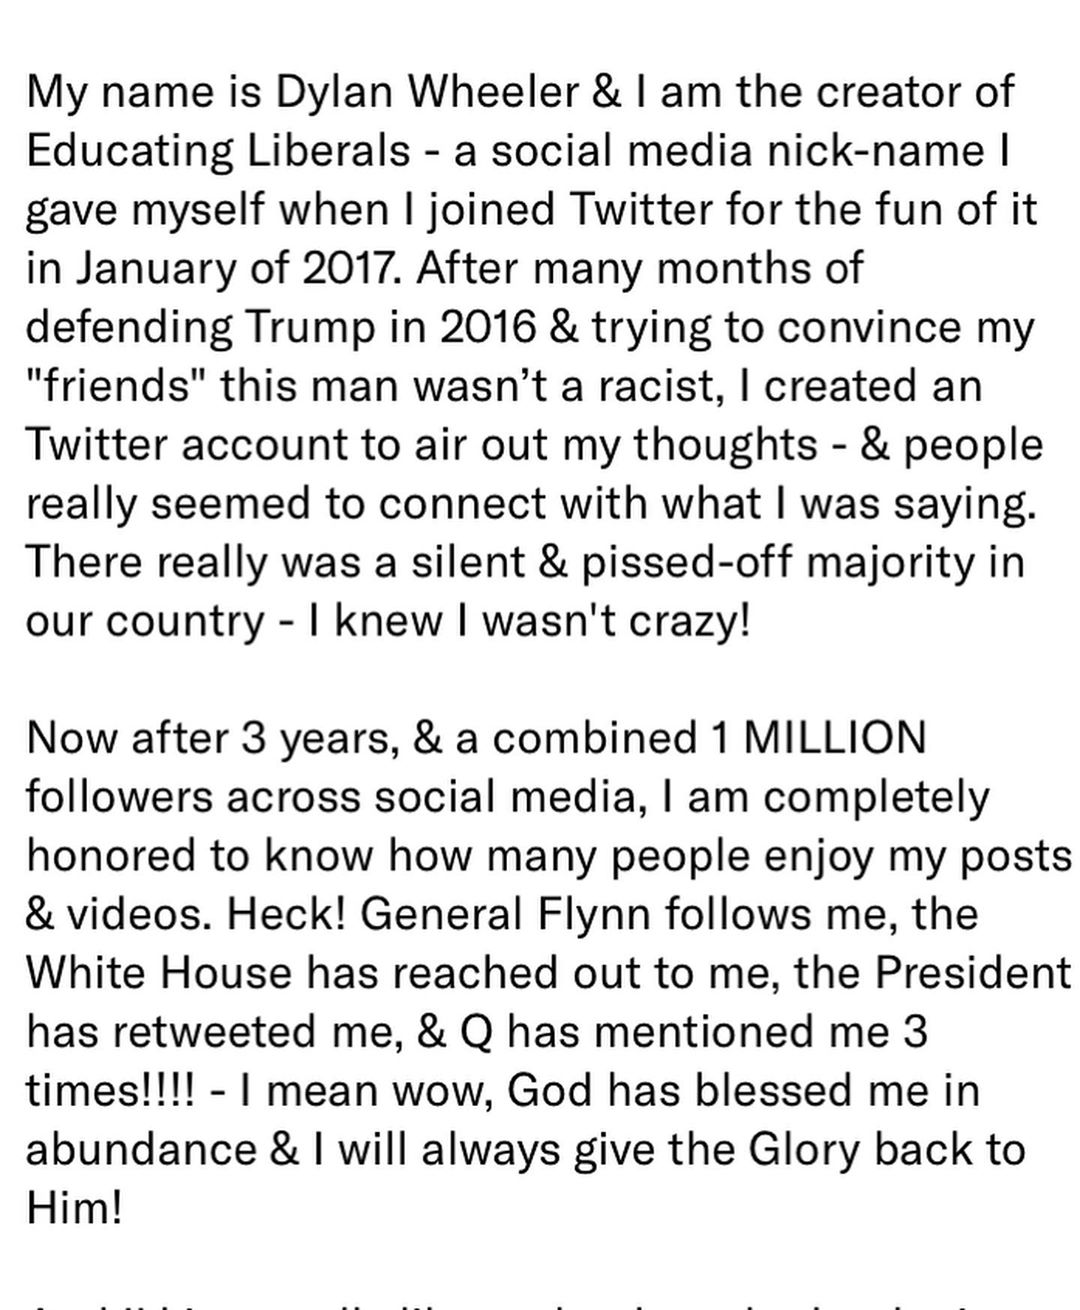 My name is Dylan Wheeler & I am the creator of
Educating Liberals - a social media nick-name I
gave myself when I joined Twitter for the fun of it
in January of 2017. After many months of
defending Trump in 2016 & trying to convince my
"friends" this man wasn’t a racist, I created an
Twitter account to air out my thoughts - & people
really seemed to connect with what I was saying.
There really was a silent & pissed-off majority in
our country - I knew I wasn't crazy!
Now after 3 years, & a combined 1 MILLION
followers across social media, I am completely
honored to know how many people enjoy my posts
& videos. Heck! General Flynn follows me, the
White House has reached out to me, the President
has retweeted me, & Q has mentioned me 3
times!!!! - I mean wow, God has blessed me in
abundance & I will always give the Glory back to
Him!